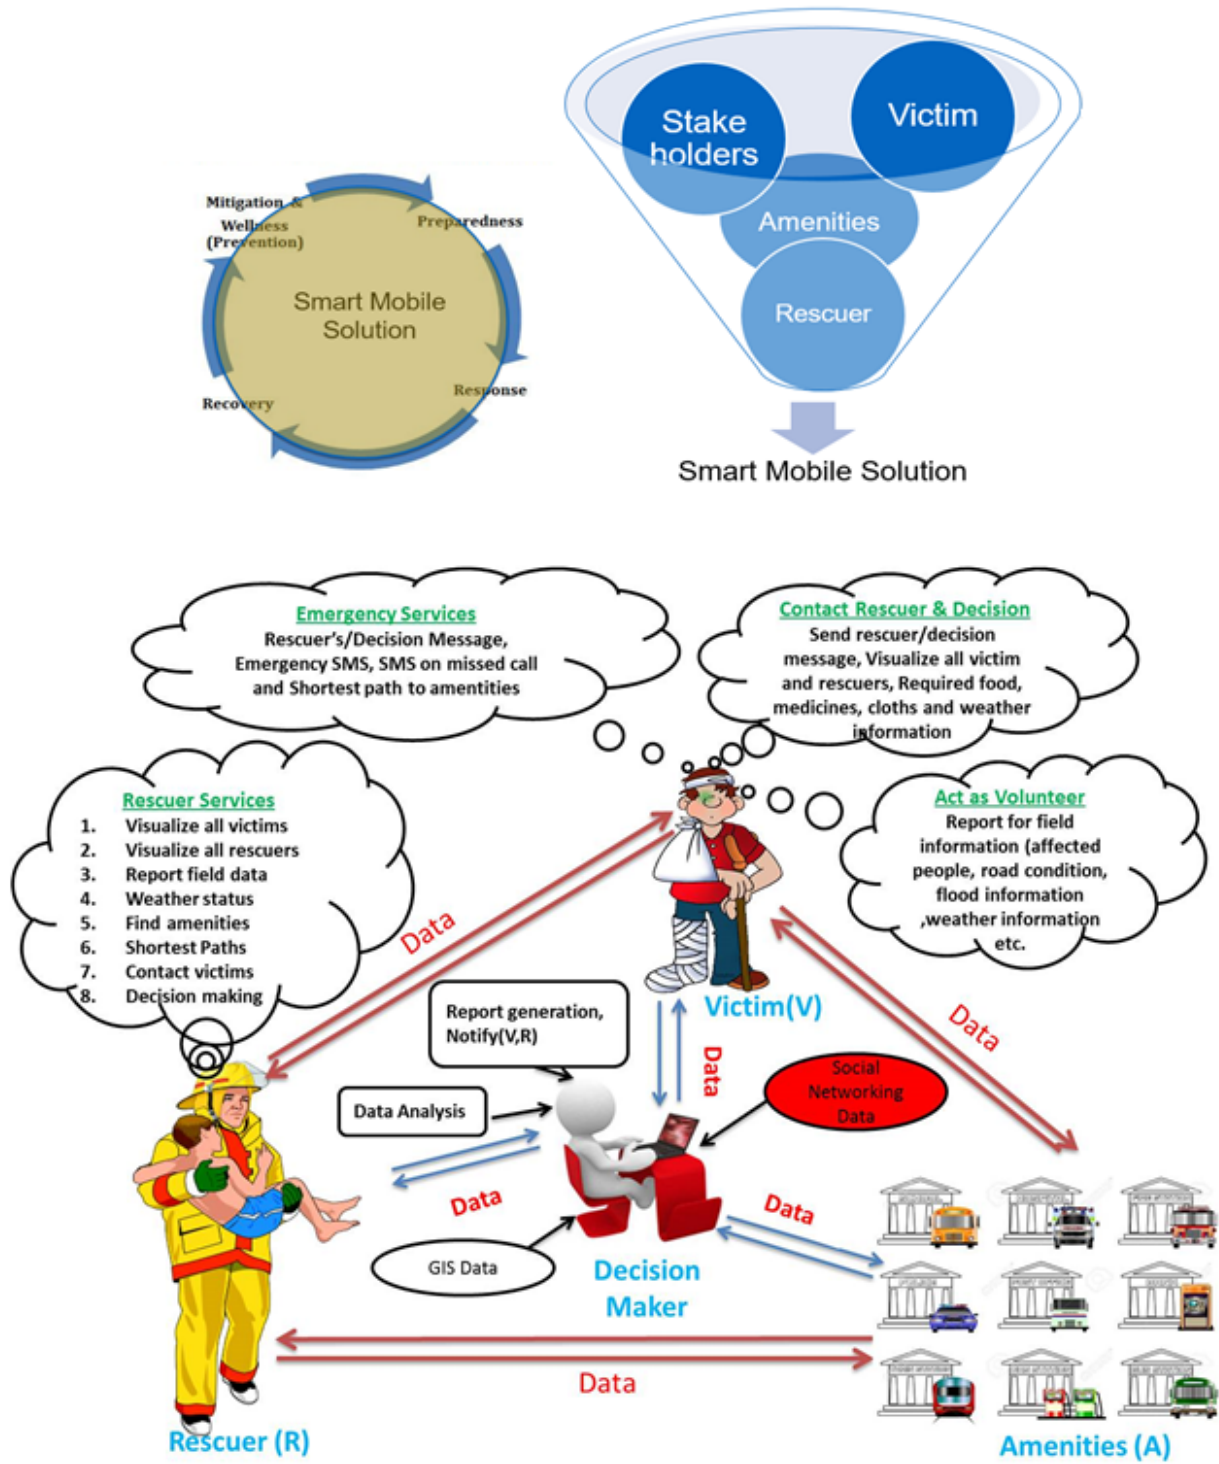 Stake
holders
Victim
Amenities
Rescuer
Smart Mobile Solution
Mitigation &
Wellness
(Prevention)
Preparedness
Smart Mobile
Solution
Response
Recovery
Emergency Services
Rescuer's/Decision Message,
Emergency SMS, SMS on missed call
and Shortest path to amentities
Contact Rescuer & Decision
Send rescuer/decision
message, Visualize all victim
and rescuers, Required food,
medicines, cloths and weather
information
Rescuer Services
1. Visualize all victims
2. Visualize all rescuers
3. Report field data
4. Weather status
5. Find amenities
6. Shortest Paths
7. Contact victims
8. Decision making
Act as Volunteer
Report for field
information (affected
people, road condition,
flood information
,weather information
etc.
Data
Victim(V)
Report generation,
Notify(V,R)
Data
Data
Social
Networking
Data
Data Analysis
Data
Data
GIS Data
Decision
Maker
POLICE
POST OFFICE
Data
Rescuer (R)
Amenities (A)